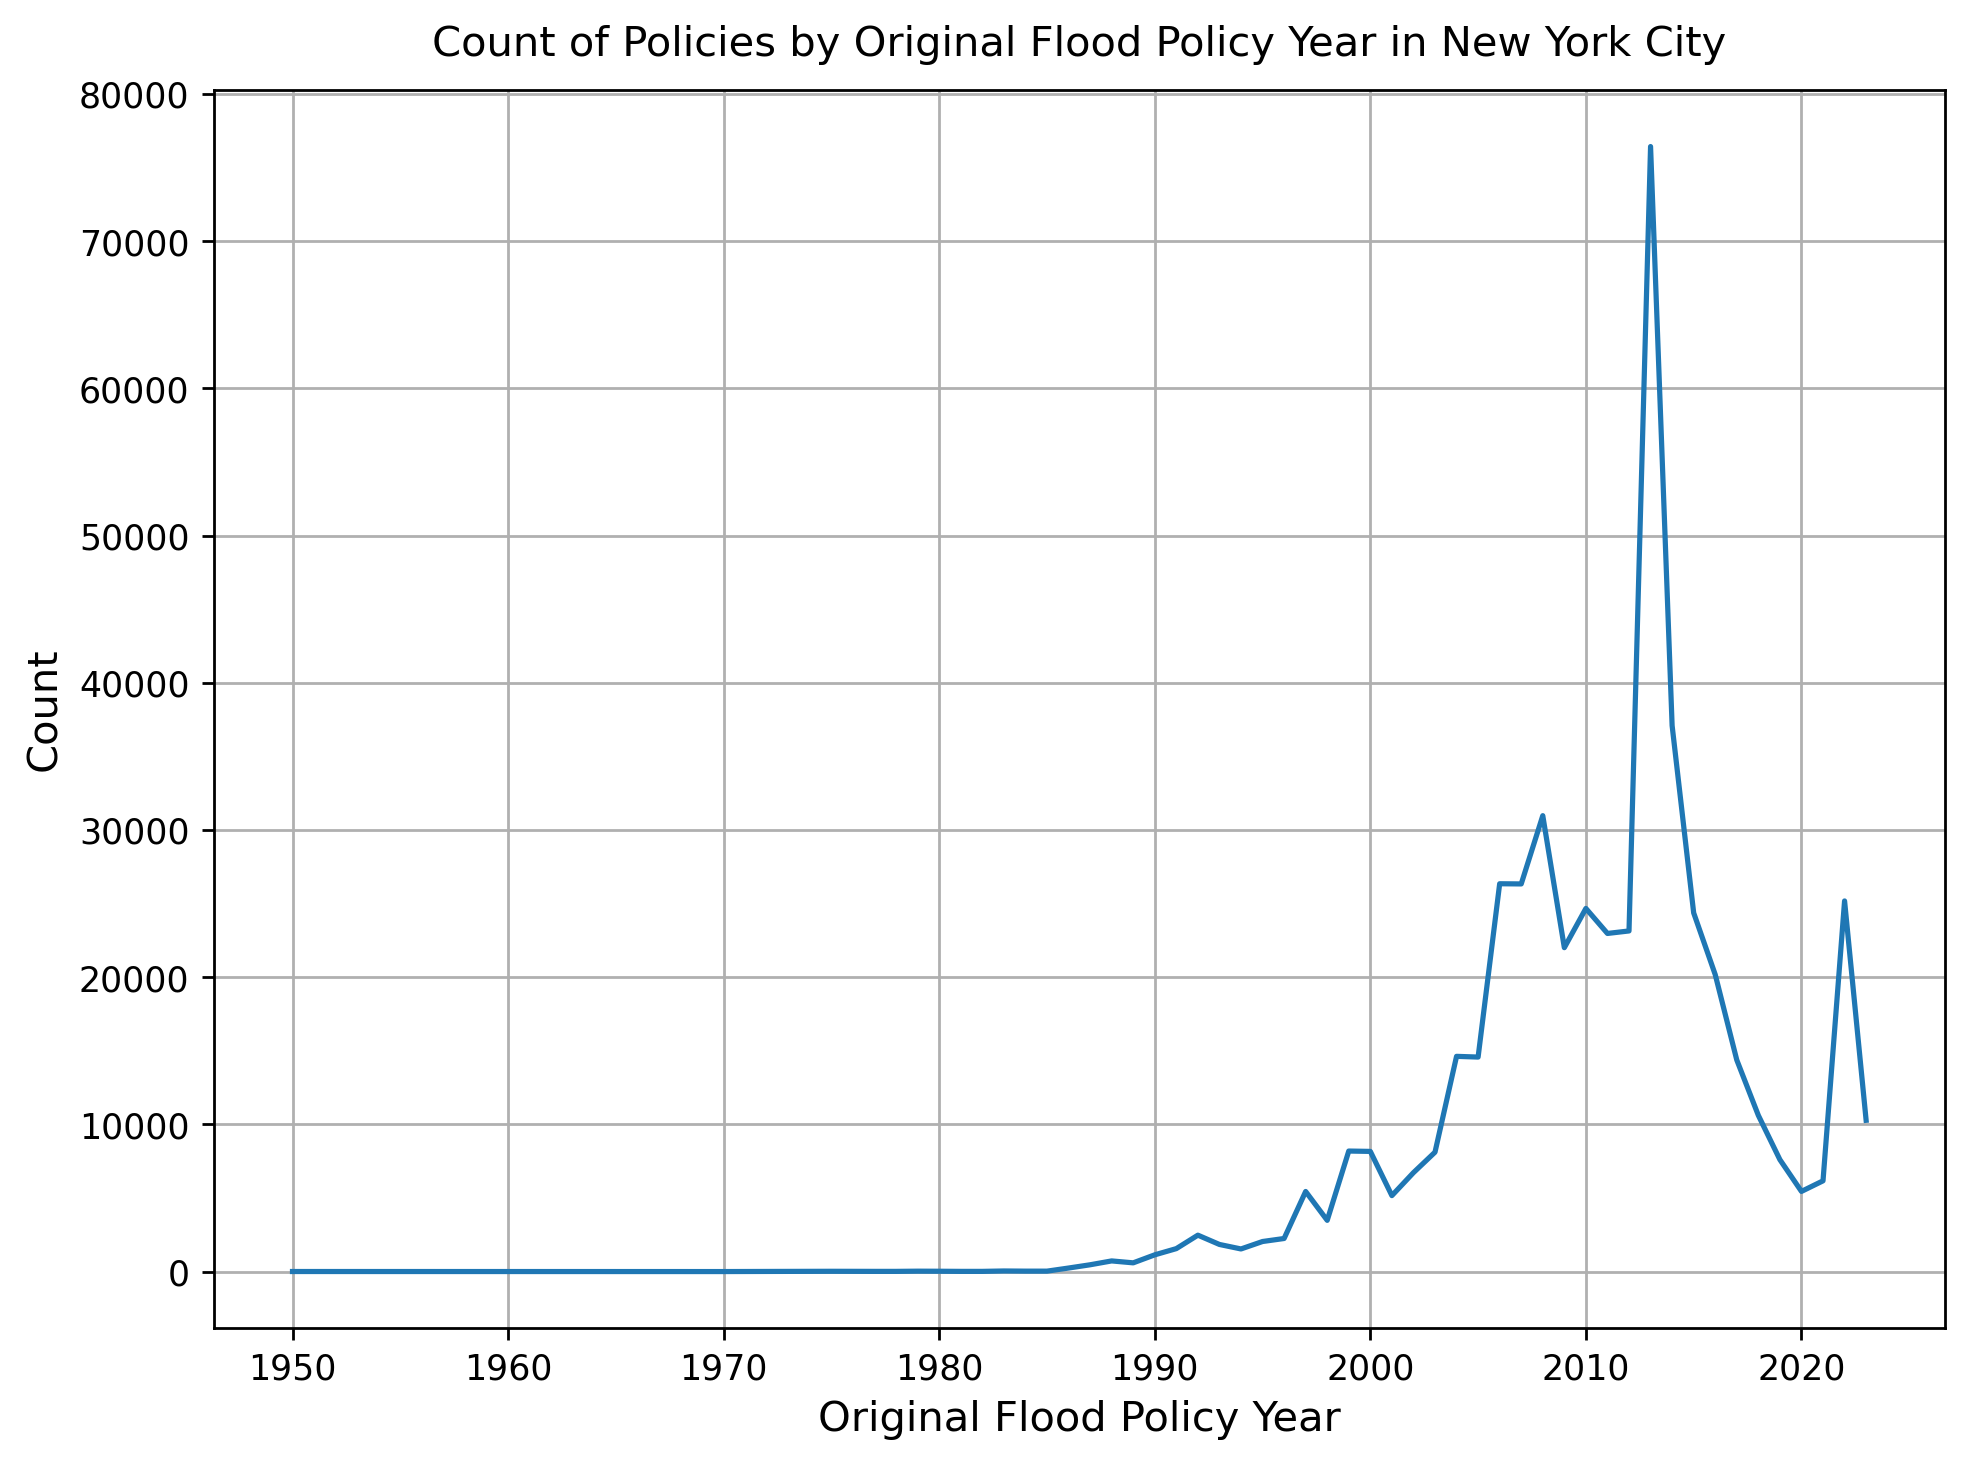 Count of Policies by Original Flood Policy Year in New York City
80000
70000
60000
50000
40000
30000
20000
10000
0
Count
1950 1960 1970 1980 1990 2000 2010 2020
Original Flood Policy Year